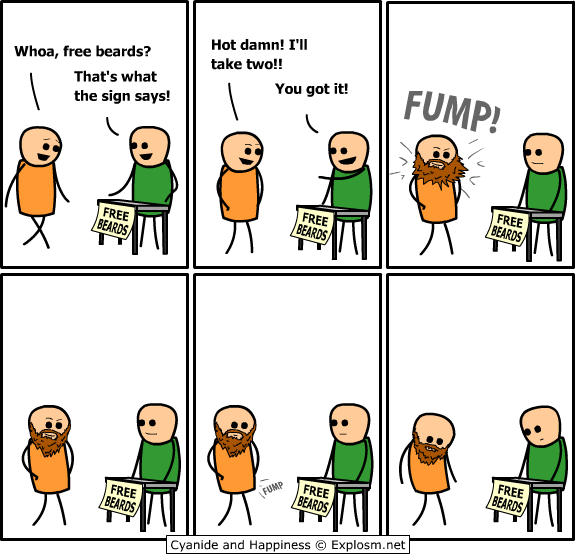 Whoa, free beards?
That's what
the sign says!
FREE
BEARDS
Hot damn! I'll
take two!!
You got it!
FREE
BEARDS
FUMP!
FREE
BEARDS
FREE
BEARDS
FUMP
FREE
BEARDS
FREE
BEARDS
Cyanide and Happiness © Explosm.net